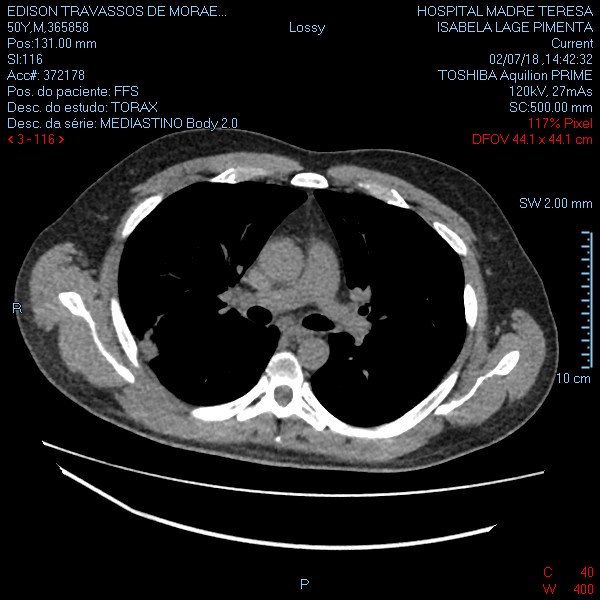 EDISON TRAVASSOS DE MORAE...
50Y,M,365858
Pos:131.00 mm
SI:116
Acc#: 372178
Pos. do paciente: FFS
Desc. do estudo: TORAX
Desc. da série: MEDIASTINO Body 2.0
< 3 - 116 >
Lossy
HOSPITAL MADRE TERESA
ISABELA LAGE PIMENTA
Current
02/07/18 ,14:42:32
TOSHIBA Aquilion PRIME
120kV, 27mAs
SC:500.00 mm
117% Pixel
DFOV 44.1 x 44.1 cm
SW 2.00 mm
R
10 cm
P
C 40
W 400